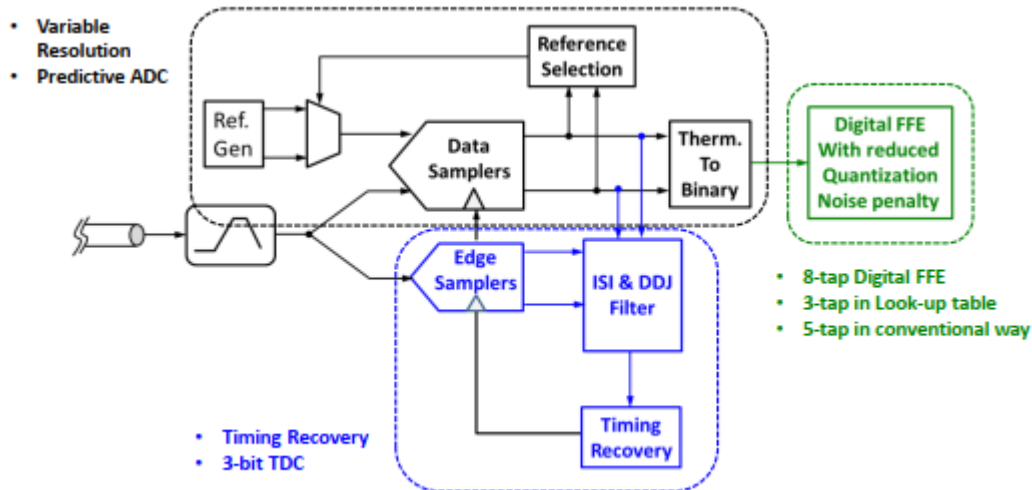 • Variable
Resolution
• Predictive ADC
Reference
Selection
Ref.
Gen
Data
Samplers
Therm.
To
Binary
Digital FFE
With reduced
Quantization
Noise penalty
Edge
Samplers
ISI & DDJ
Filter
• 8-tap Digital FFE
• 3-tap in Look-up table
• 5-tap in conventional way
Timing
Recovery
• Timing Recovery
• 3-bit TDC